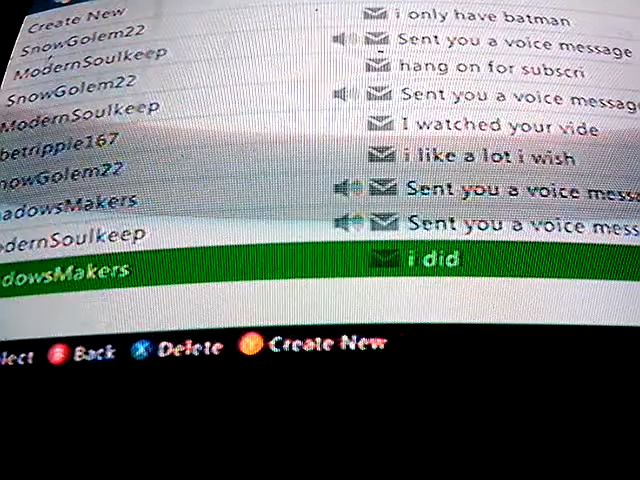 Create New
SnowGolem22 i only have batman
ModernSoulkeep Sent you a voice message
SnowGolem22 hang on for subscri
ModernSoulkeep Sent you a voice messag
betrippie167 I watched your vide
nowGolem22 i like a lot i wish
adowsMakers Sent you a voice mess
dernSoulkeep Sent you a voice mess
dowsMakers i did
lect Back Delete Create New